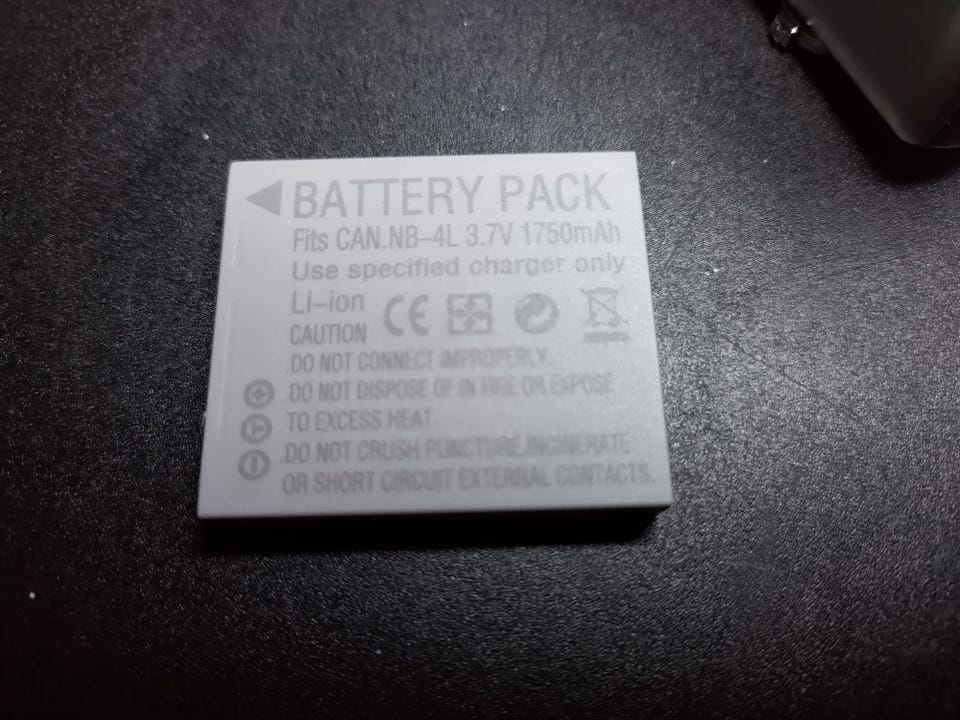 BATTERY PACK
Fits CAN.NB-4L 3.7V 1750mAh
Use specified charger only
Li-ion
CAUTION
.DO NOT CONNECT IMPROPERLY.
.DO NOT DISPOSE OF IN FIRE OR EXPOSE
TO EXCESS HEAT.
.DO NOT CRUSH PUNCTURE.INCINERATE
OR SHORT CIRCUIT EXTERNAL CONTACTS.